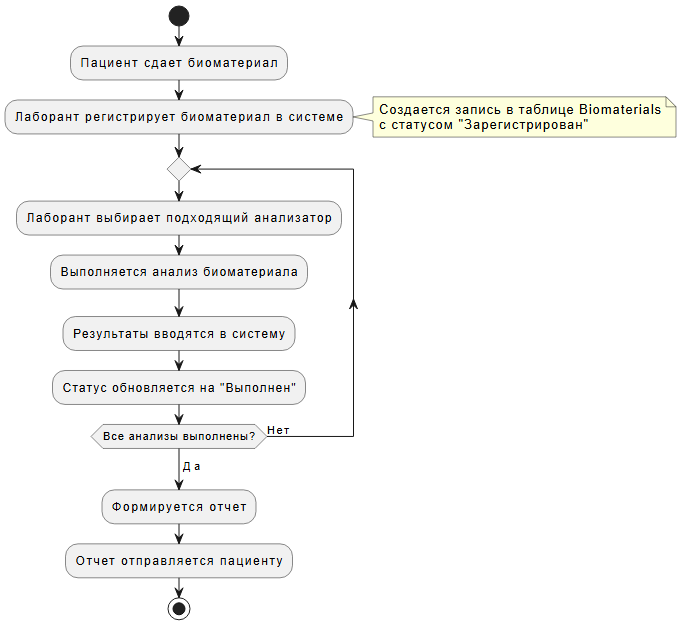 Пациент сдает биоматериал
Лаборант регистрирует биоматериал в системе
Создается запись в таблице Biomaterials
с статусом "Зарегистрирован"
Лаборант выбирает подходящий анализатор
Выполняется анализ биоматериала
Результаты вводятся в систему
Статус обновляется на "Выполнен"
Все анализы выполнены?
Нет
Да
Формируется отчет
Отчет отправляется пациенту